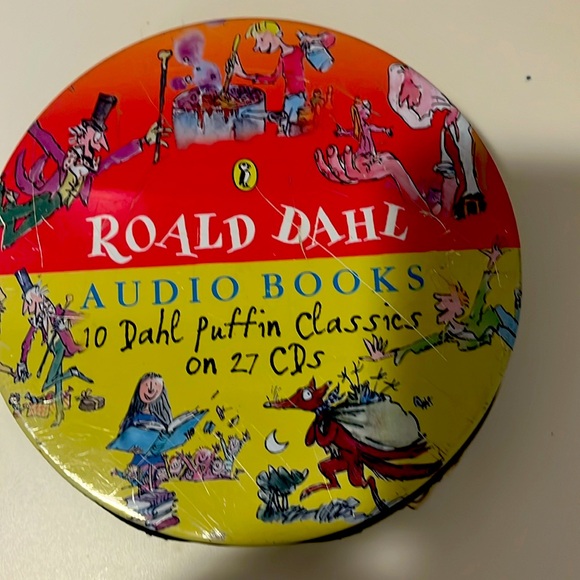 ROALD DAHL
AUDIO BOOKS
10 Dahl Puffin Classics
on 27 CDs